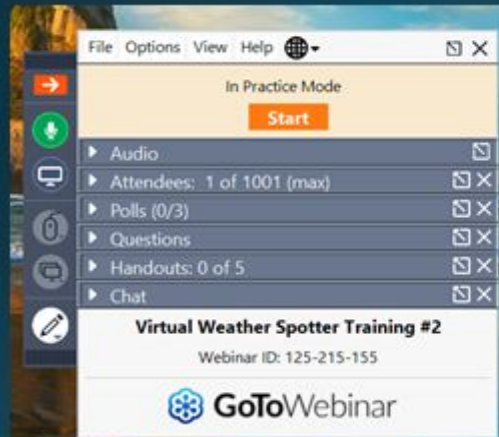 File Options View Help
In Practice Mode
Start
Audio
Attendees: 1 of 1001 (max)
Polls (0/3)
Questions
Handouts: 0 of 5
Chat
Virtual Weather Spotter Training #2
Webinar ID: 125-215-155
GoToWebinar